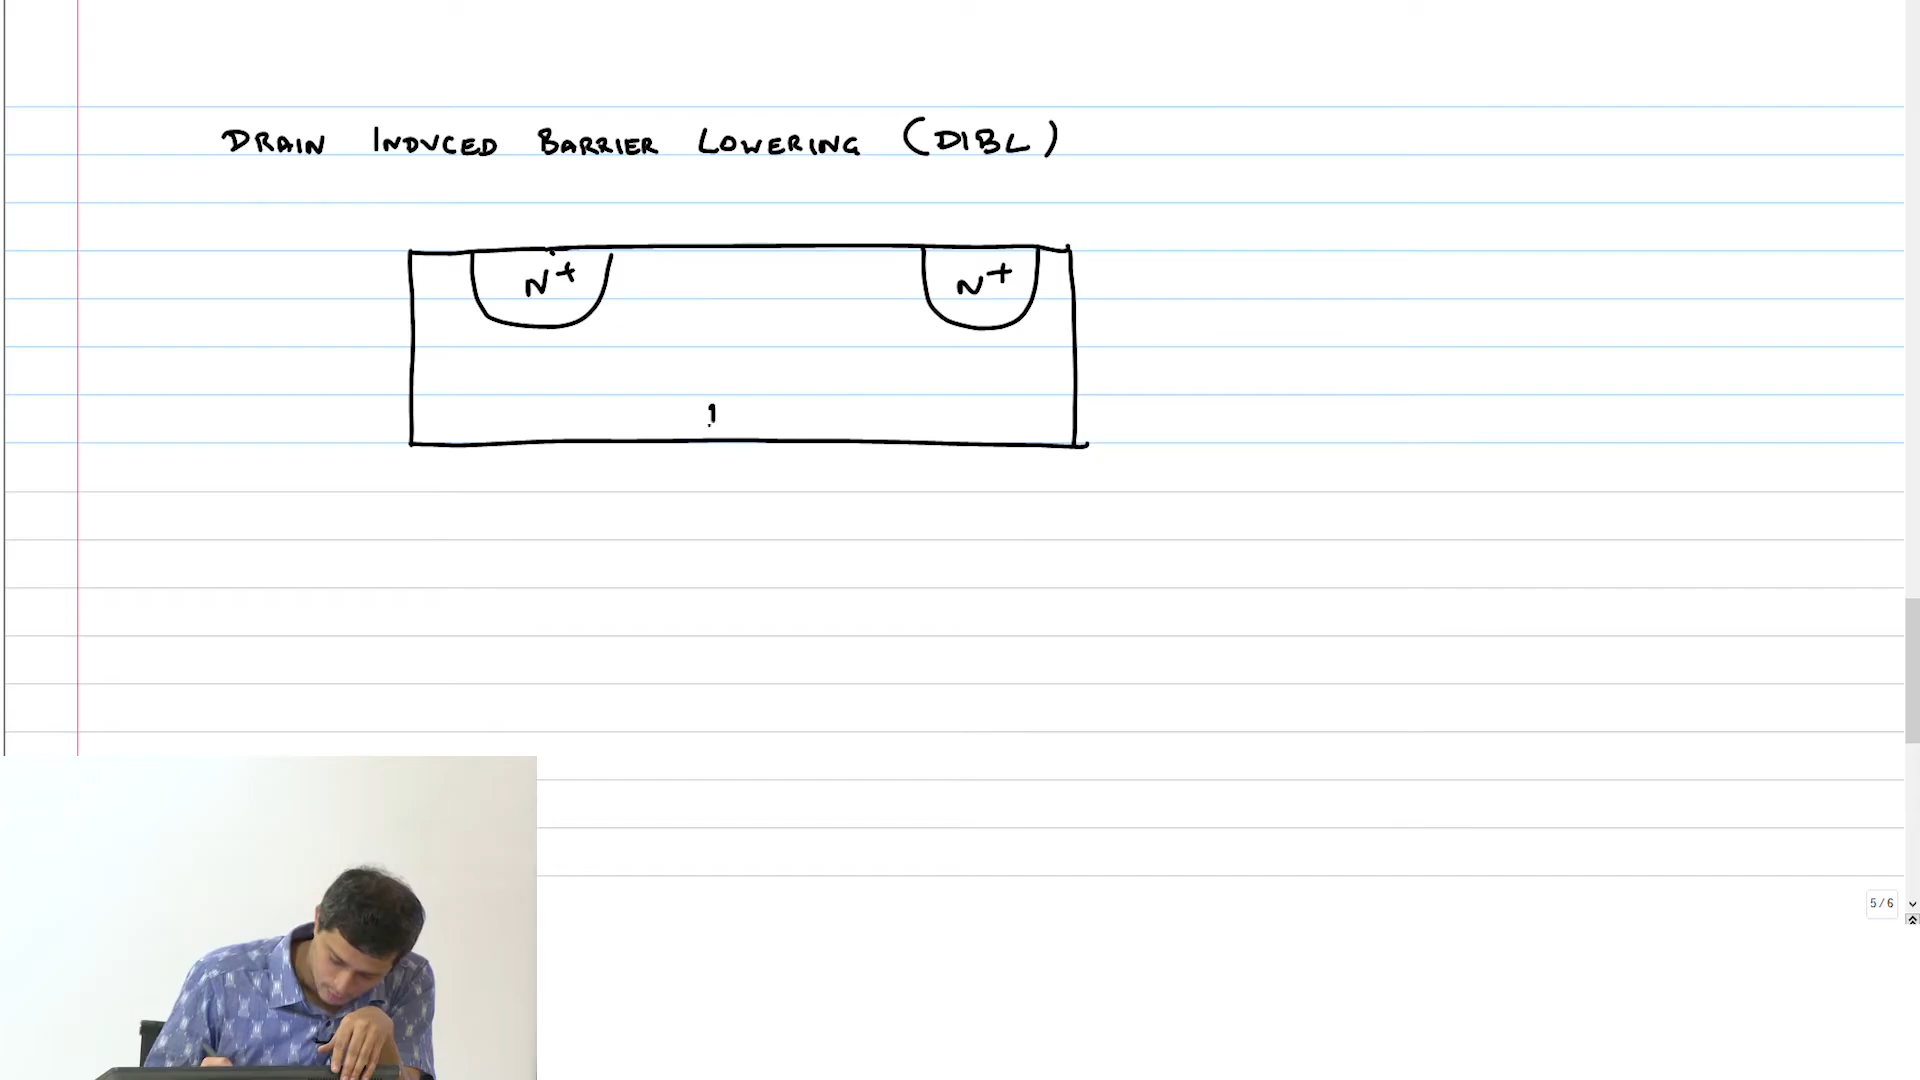 DRAIN INDUCED BARRIER LOWERING (DIBL)
N+ N+
5/6